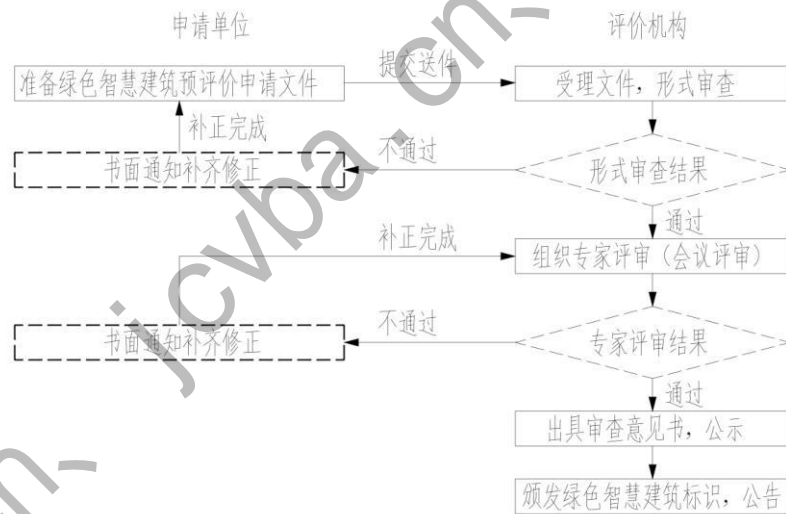 申请单位
评价机构
准备绿色智慧建筑预评价申请文件
提交送件
受理文件，形式审查
补正完成
不通过
书面通知补齐修正
形式审查结果
通过
补正完成
组织专家评审（会议评审）
不通过
书面通知补齐修正
专家评审结果
通过
出具审查意见书，公示
颁发绿色智慧建筑标识，公告
jcvba.cn、
cn、